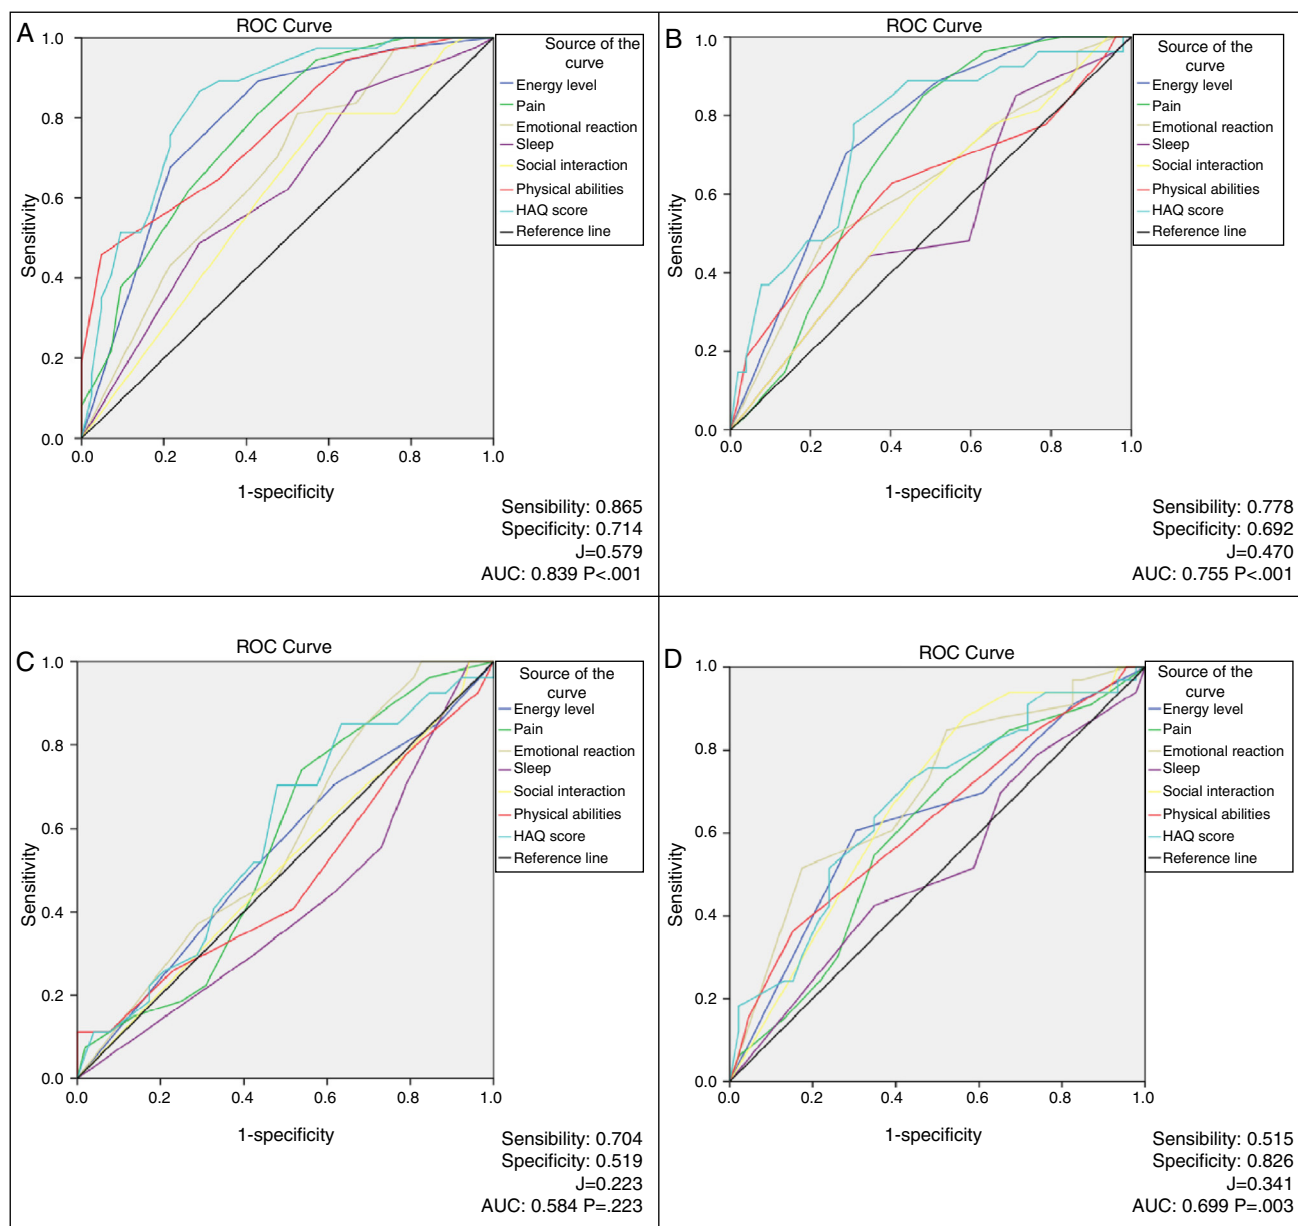 A
ROC Curve
1.0
0.8
0.6
0.4
0.2
0.0
Sensitivity
0.0 0.2 0.4 0.6 0.8 1.0
1-specificity
Source of the
curve
Energy level
Pain
Emotional reaction
Sleep
Social interaction
Physical abilities
HAQ score
Reference line
Sensibility: 0.865
Specificity: 0.714
J=0.579
AUC: 0.839 P<.001
B
ROC Curve
1.0
0.8
0.6
0.4
0.2
0.0
Sensitivity
0.0 0.2 0.4 0.6 0.8 1.0
1-specificity
Source of the
curve
Energy level
Pain
Emotional reaction
Sleep
Social interaction
Physical abilities
HAQ score
Reference line
Sensibility: 0.778
Specificity: 0.692
J=0.470
AUC: 0.755 P<.001
C
ROC Curve
1.0
0.8
0.6
0.4
0.2
0.0
Sensitivity
0.0 0.2 0.4 0.6 0.8 1.0
1-specificity
Source of the
curve
Energy level
Pain
Emotional reaction
Sleep
Social interaction
Physical abilities
HAQ score
Reference line
Sensibility: 0.704
Specificity: 0.519
J=0.223
AUC: 0.584 P=.223
D
ROC Curve
1.0
0.8
0.6
0.4
0.2
0.0
Sensitivity
0.0 0.2 0.4 0.6 0.8 1.0
1-specificity
Source of the
curve
Energy level
Pain
Emotional reaction
Sleep
Social interaction
Physical abilities
HAQ score
Reference line
Sensibility: 0.515
Specificity: 0.826
J=0.341
AUC: 0.699 P=.003